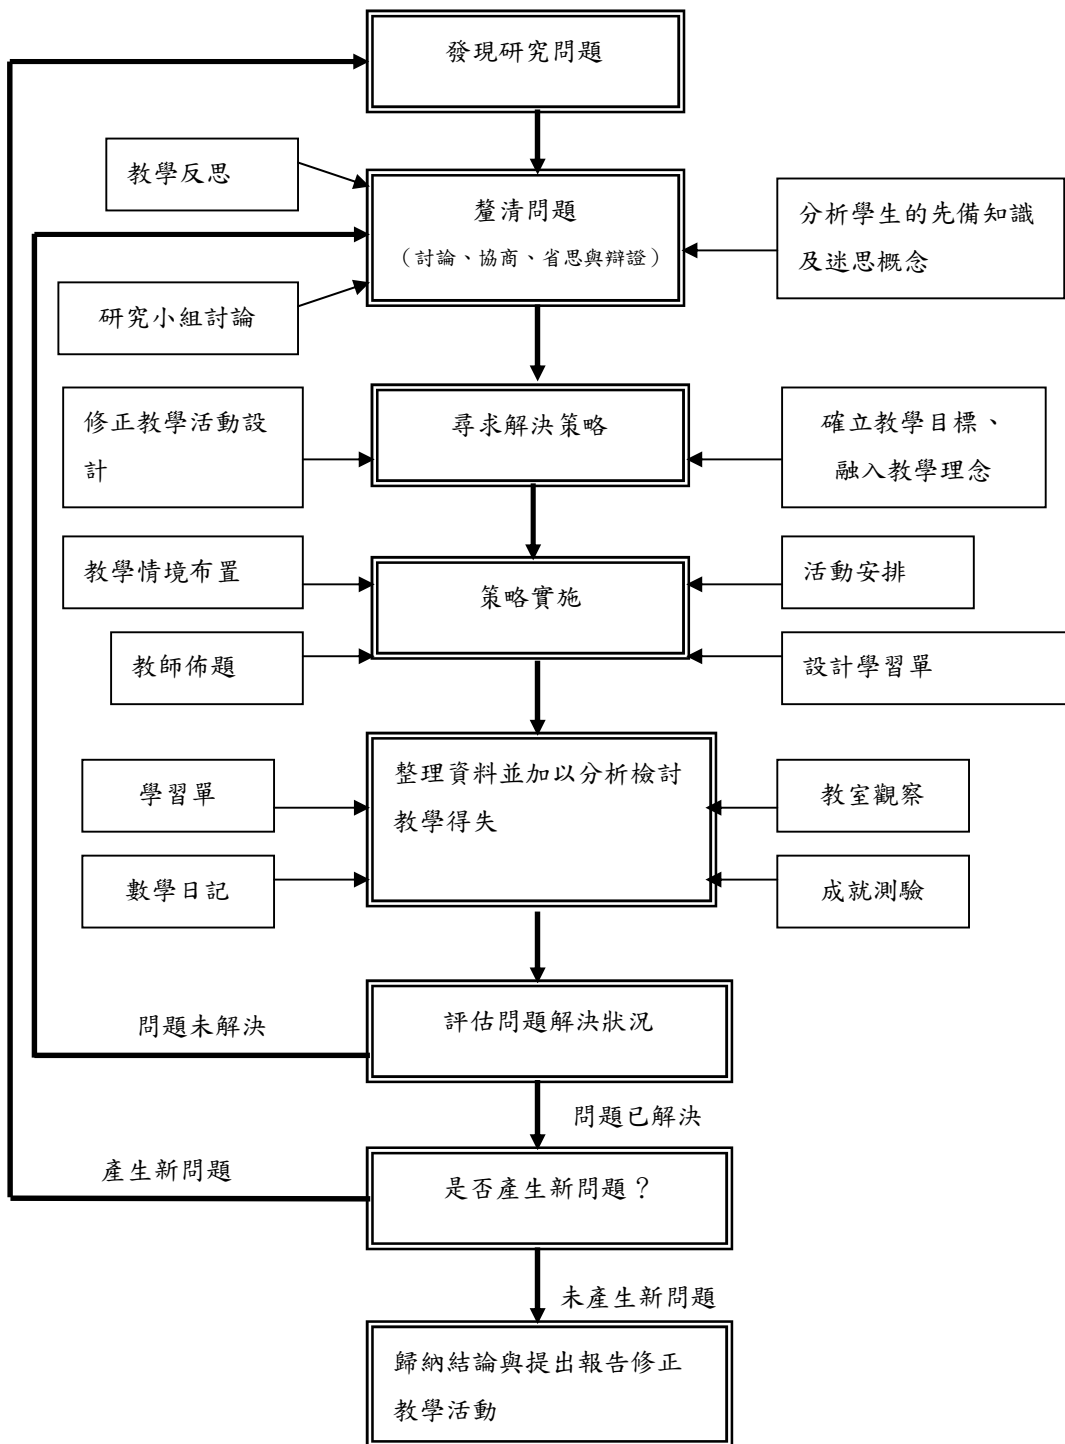 發現研究問題
教學反思
釐清問題
（討論、協商、省思與辯證）
分析學生的先備知識
及迷思概念
研究小組討論
修正教學活動設
計
尋求解決策略
確立教學目標、
融入教學理念
教學情境布置
策略實施
活動安排
教師佈題
設計學習單
整理資料並加以分析檢討
教學得失
學習單
教室觀察
數學日記
成就測驗
問題未解決
評估問題解決狀況
問題已解決
產生新問題
是否產生新問題？
未產生新問題
歸納結論與提出報告修正
教學活動